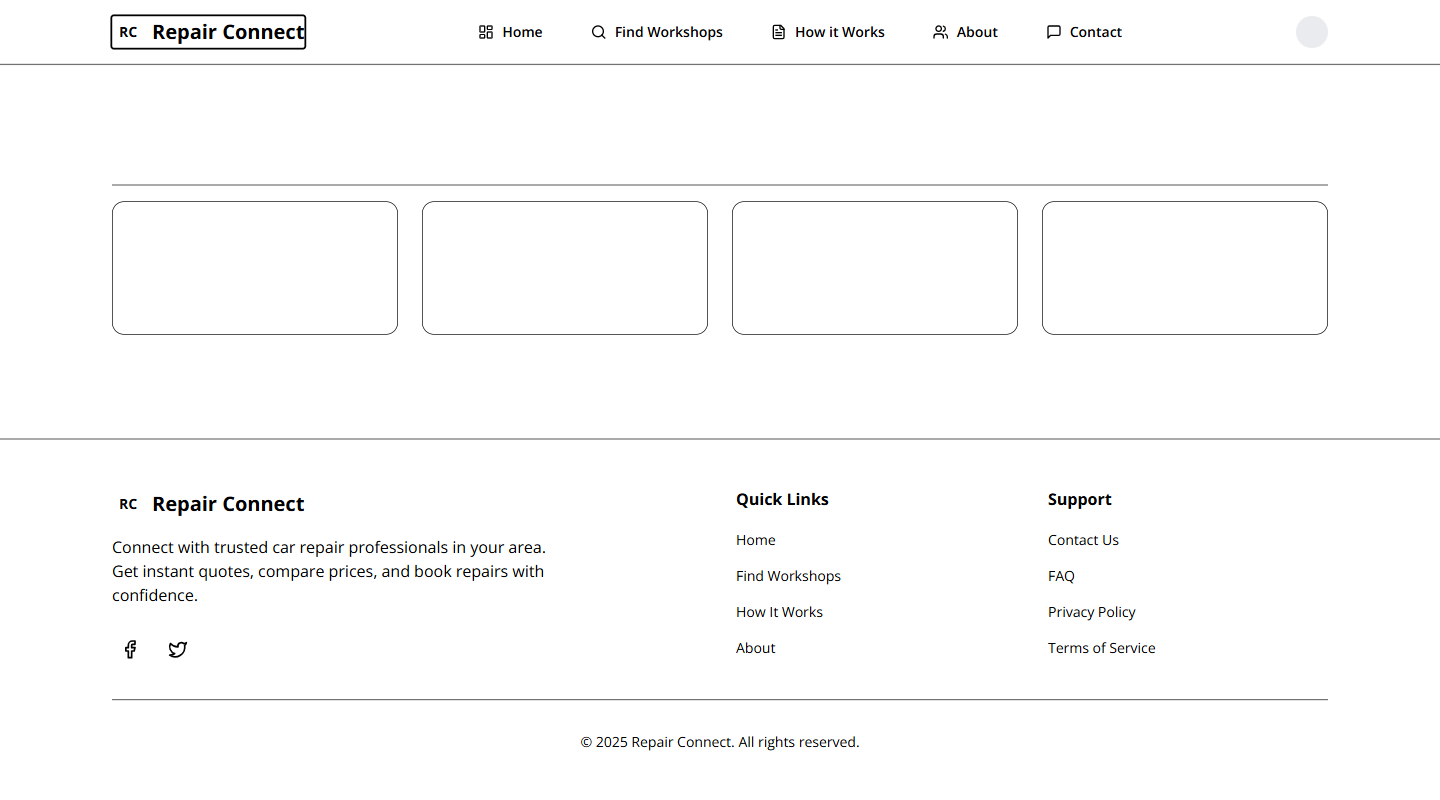 RC Repair Connect
Home
Find Workshops
How it Works
About
Contact
RC Repair Connect
Connect with trusted car repair professionals in your area.
Get instant quotes, compare prices, and book repairs with
confidence.
Quick Links
Home
Find Workshops
How It Works
About
Support
Contact Us
FAQ
Privacy Policy
Terms of Service
© 2025 Repair Connect. All rights reserved.